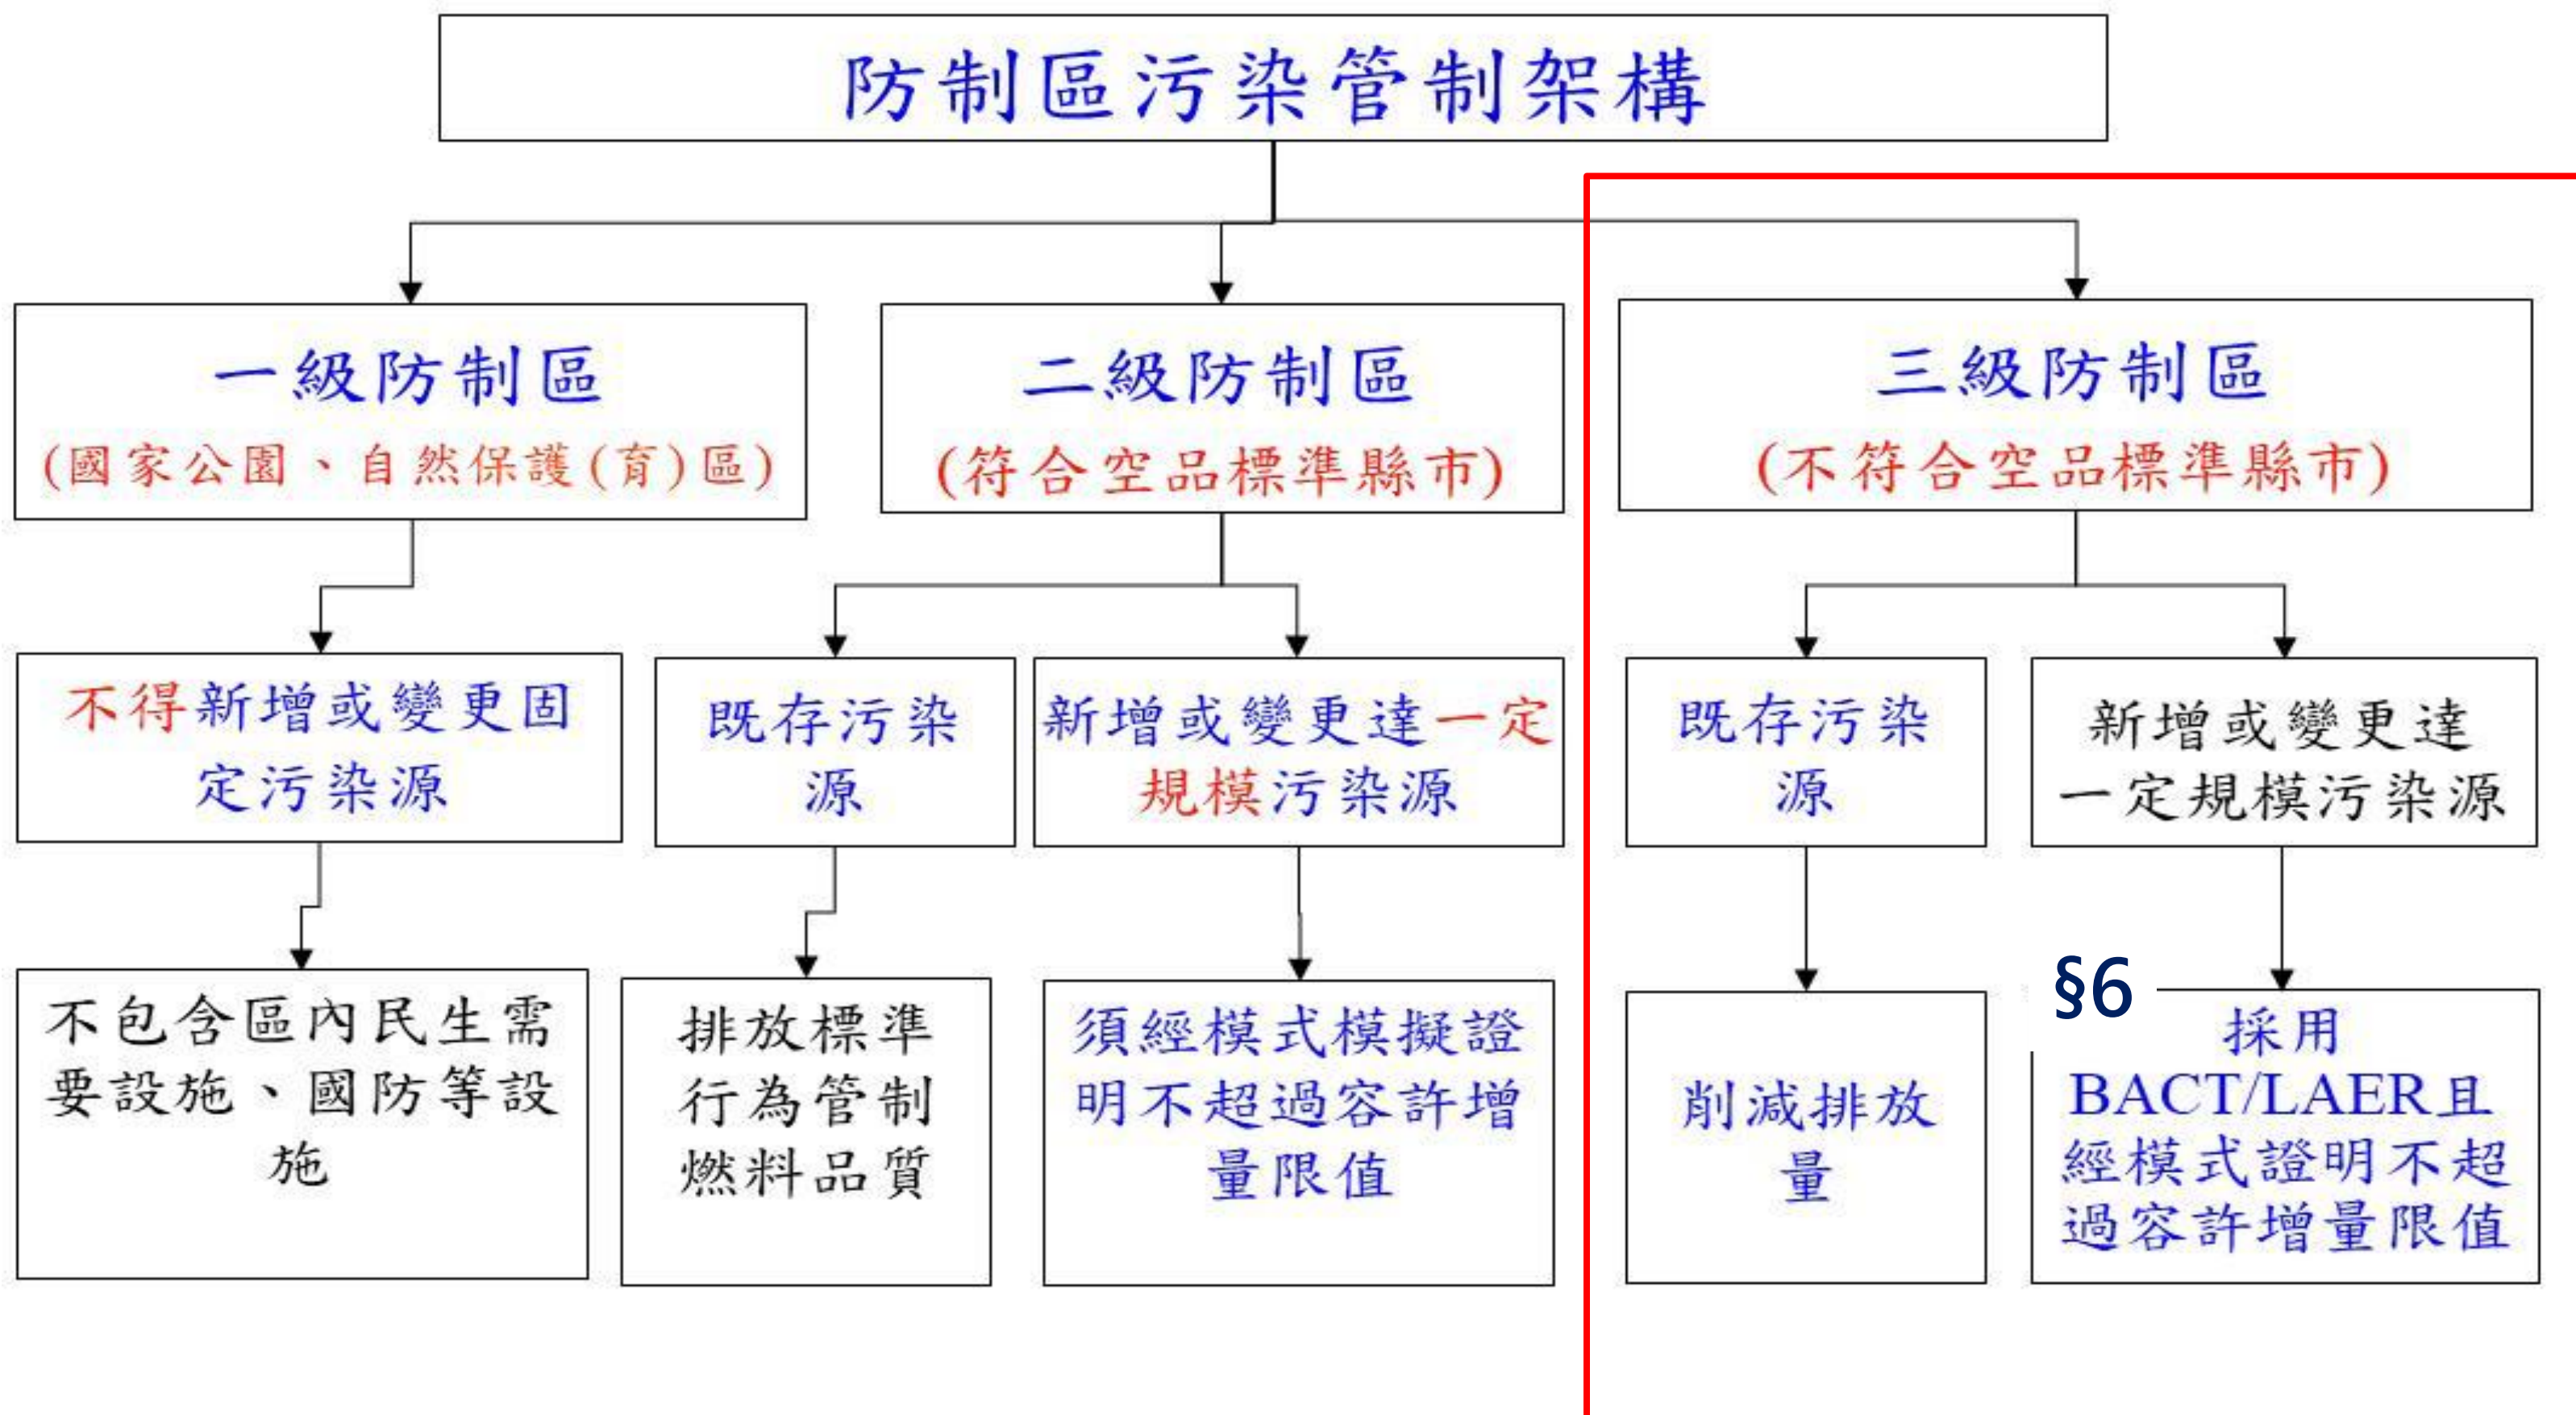 防制區污染管制架構
一級防制區
(國家公園、自然保護(育)區)
二級防制區
(符合空品標準縣市)
三級防制區
(不符合空品標準縣市)
不得新增或變更固
定污染源
既存污染
源
新增或變更達一定
規模污染源
既存污染
源
新增或變更達
一定規模污染源
不包含區內民生需
要設施、國防等設
施
排放標準
行為管制
燃料品質
須經模式模擬證
明不超過容許增
量限值
削減排放
量
§6
採用
BACT/LAER且
經模式證明不超
過容許增量限值